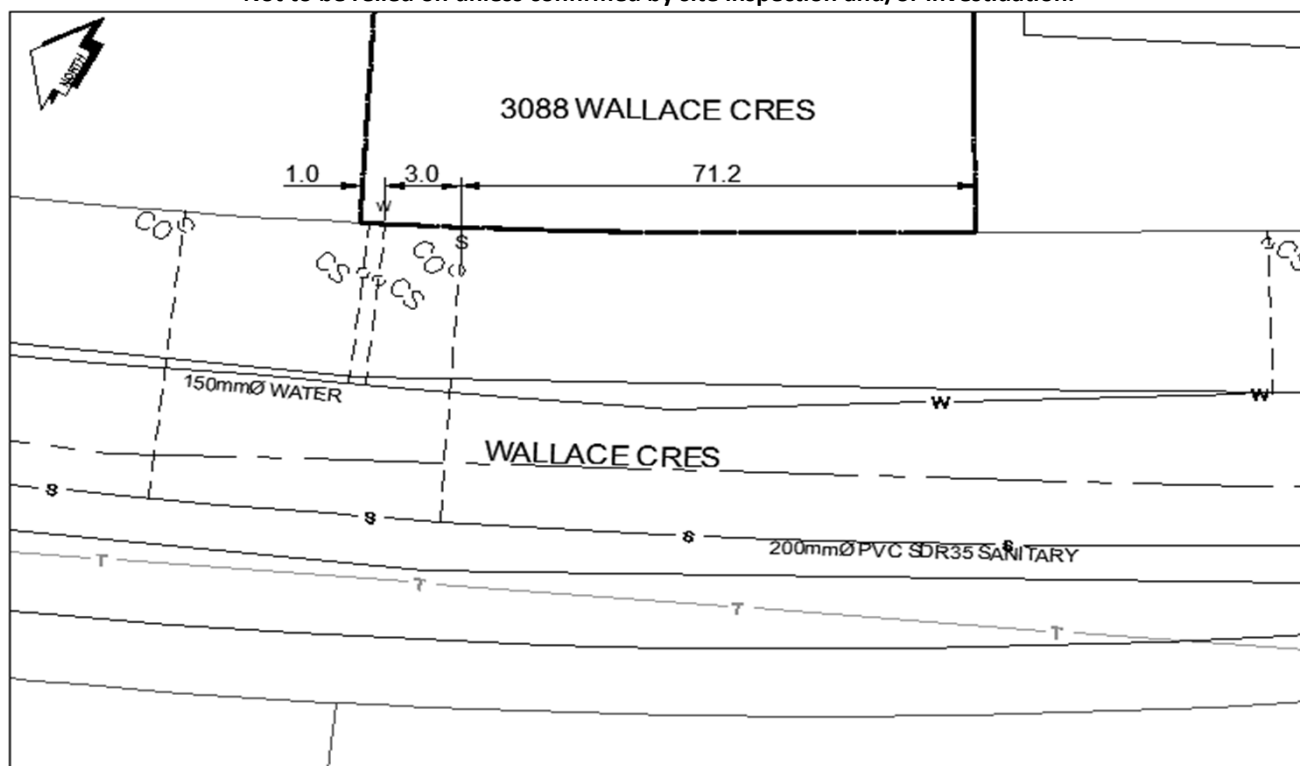 Not to be relied on unless confirmed by site inspection and/or investigation.
NORTH
3088 WALLACE CRES
1.0 3.0 71.2
W
CO
S
CO
CS
CS
CS
150mmØ WATER
W
W
WALLACE CRES
S
S
S
S
200mmØ PVC SDR35 SANITARY
T
T
T
T